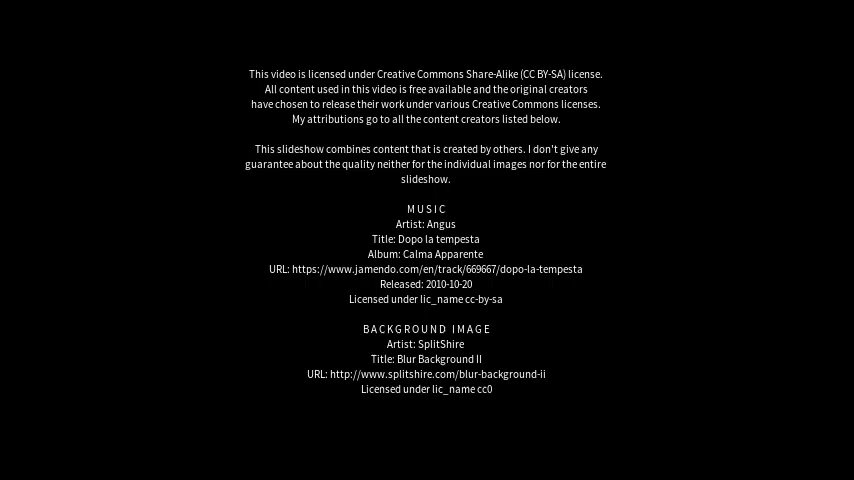 This video is licensed under Creative Commons Share-Alike (CC BY-SA) license.
All content used in this video is free available and the original creators
have chosen to release their work under various Creative Commons licenses.
My attributions go to all the content creators listed below.
This slideshow combines content that is created by others. I don't give any
guarantee about the quality neither for the individual images nor for the entire
slideshow.
MUSIC
Artist: Angus
Title: Dopo la tempesta
Album: Calma Apparente
URL: https://www.jamendo.com/en/track/669667/dopo-la-tempesta
Released: 2010-10-20
Licensed under lic_name cc-by-sa
BACKGROUND IMAGE
Artist: SplitShire
Title: Blur Background II
URL: http://www.splitshire.com/blur-background-ii
Licensed under lic_name cc0